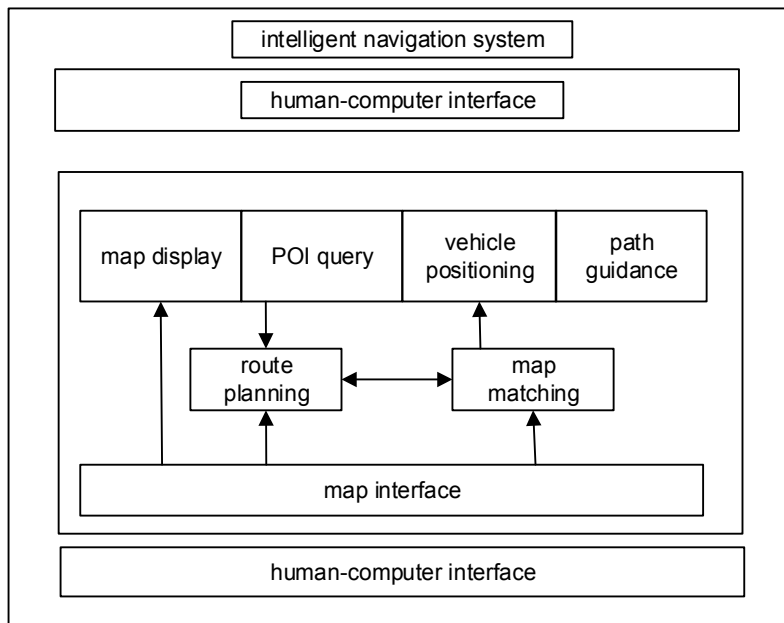 intelligent navigation system
human-computer interface
map display
POI query
vehicle
positioning
path
guidance
route
planning
map
matching
map interface
human-computer interface